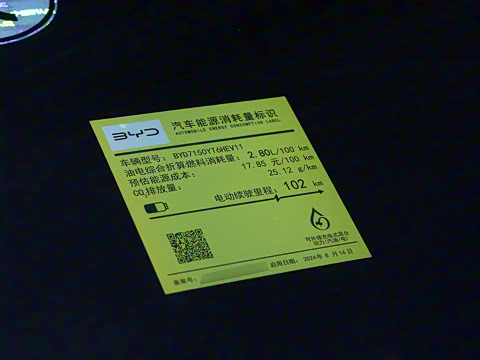 BYD
汽车能源消耗量标识
AUTOMOBILE ENERGY CONSUMPTION LABEL
车辆型号: BYD7150YT6HEV11
油电综合折算燃料消耗量: 2.80L/100 km
预估能源成本: 17.85 元/100 km
CO₂排放量: 25.12 g/km
电动续驶里程: 102 km
可外接充电式混合
动力(汽油/电)
备案号:
启用日期: 2024年 8 月 14 日